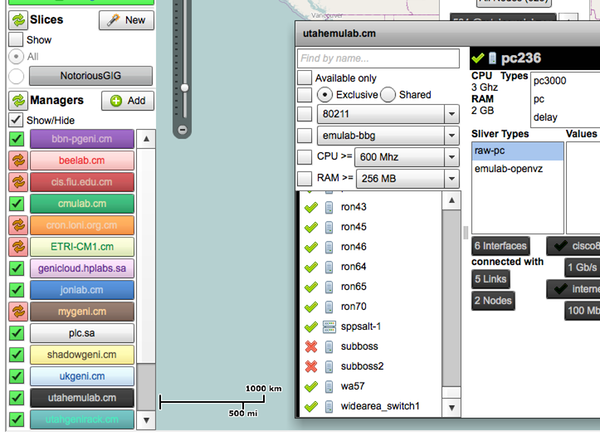 Slices
New
Show
All
NotoriousGIG
Managers
Add
Show/Hide
bbn-pgeni.cm
beelab.cm
cis.fiu.edu.cm
cmulab.cm
cron.loni.org.cm
ETRI-CM1.cm
genicloud.hplabs.sa
jonlab.cm
mygeni.cm
plc.sa
shadowgeni.cm
ukgeni.cm
utahemulab.cm
utahgenirack.cm
Vancouver
1000 km
500 mi
utahemulab.cm
Find by name...
Available only
Exclusive
Shared
80211
emulab-bbg
CPU >= 600 Mhz
RAM >= 256 MB
ron43
ron45
ron46
ron64
ron65
ron70
sppsalt-1
subboss
subboss2
wa57
widearea_switch1
pc236
CPU
3 Ghz
RAM
2 GB
Types
pc3000
pc
delay
Sliver Types
Values
raw-pc
emulab-openvz
6 Interfaces
connected with
5 Links
2 Nodes
cisco8
1 Gb/s
Interne
100 Mb